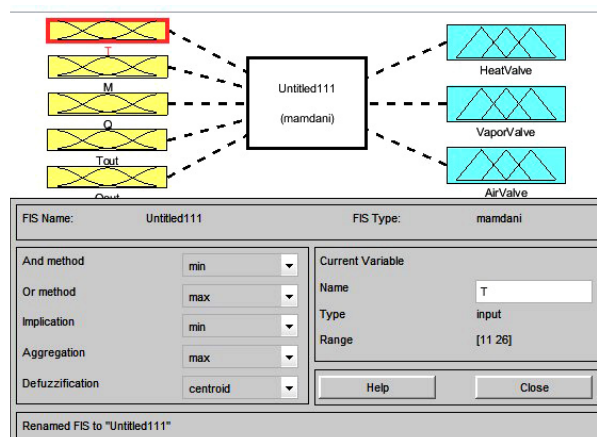 T
M
Q
Tout
Untitled111
(mamdani)
HeatValve
VaporValve
AirValve
FIS Name: Untitled111 FIS Type: mamdani
And method min
Or method max
Implication min
Aggregation max
Defuzzification centroid
Current Variable
Name T
Type input
Range [11 26]
Help Close
Renamed FIS to "Untitled111"